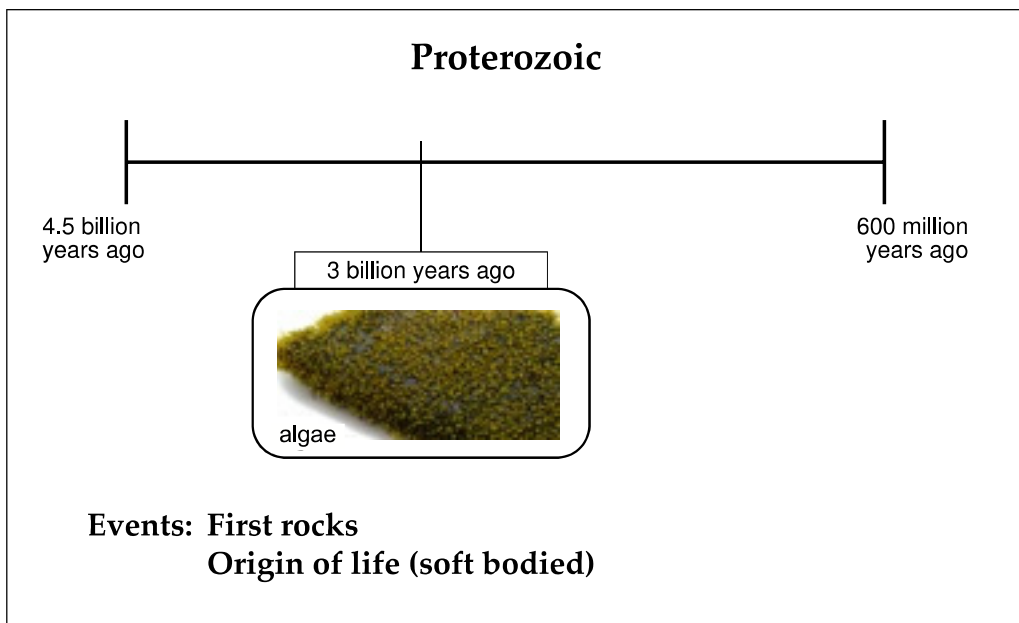 Proterozoic
4.5 billion
years ago
600 million
years ago
3 billion years ago
algae
Events: First rocks
Origin of life (soft bodied)